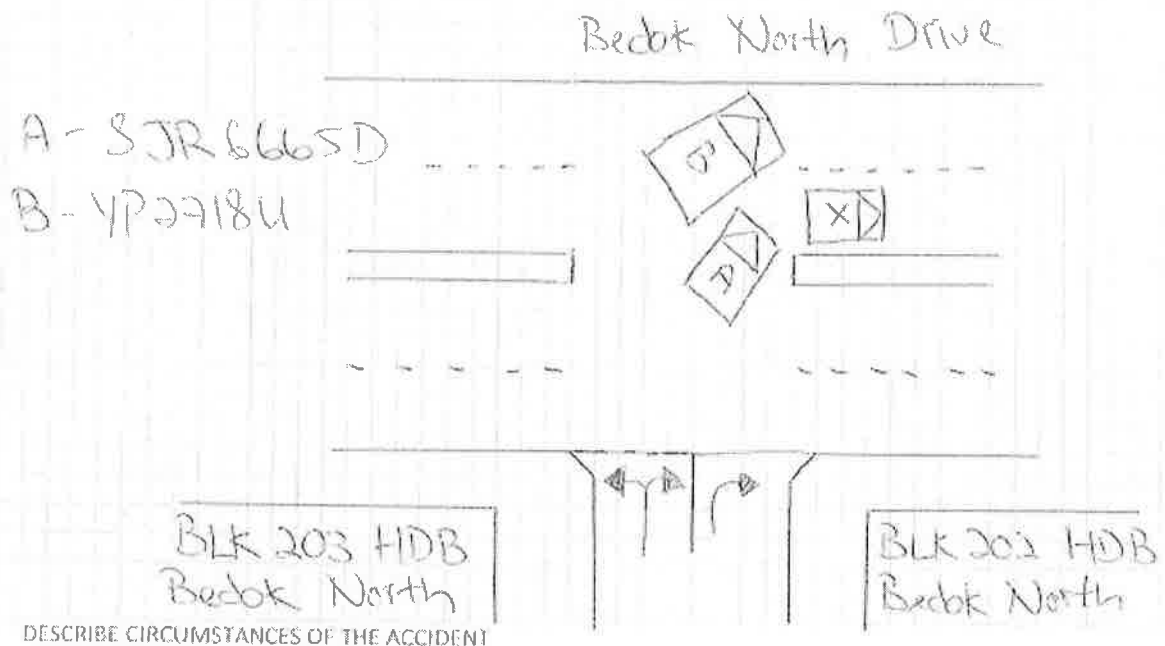 Bedok North Drive
A - SJR6665D
B - YP2718U
B
X
A
BLK 203 HDB
Bedok North
BLK 202 HDB
Bedok North
DESCRIBE CIRCUMSTANCES OF THE ACCIDENT